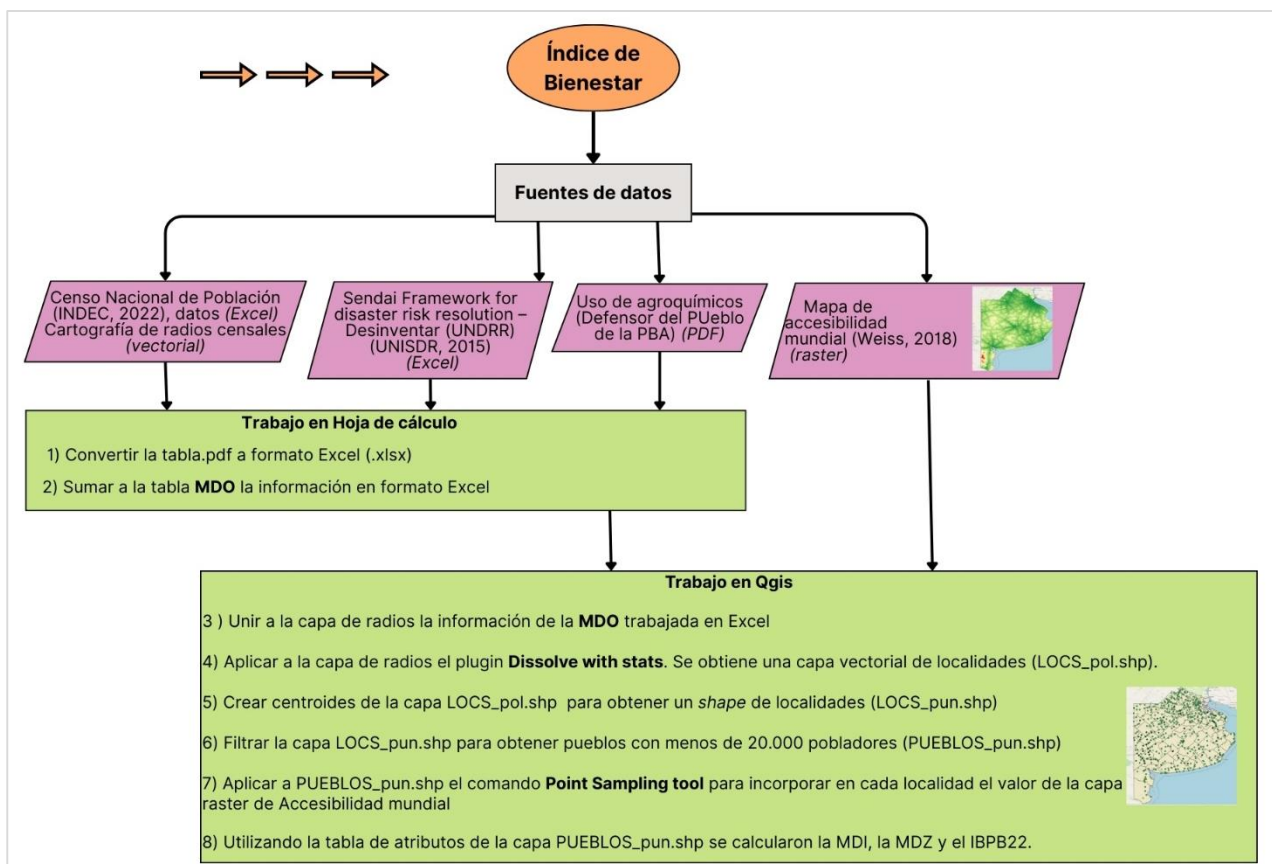 Índice de
Bienestar
Fuentes de datos
Censo Nacional de Población
(INDEC, 2022), datos (Excel)
Cartografía de radios censales
(vectorial)
Sendai Framework for
disaster risk resolution –
Desinventar (UNDRR)
(UNISDR, 2015)
(Excel)
Uso de agroquímicos
(Defensor del PUeblo
de la PBA) (PDF)
Mapa de
accesibilidad
mundial (Weiss, 2018)
(raster)
Trabajo en Hoja de cálculo
1) Convertir la tabla.pdf a formato Excel (.xlsx)
2) Sumar a la tabla MDO la información en formato Excel
Trabajo en Qgis
3 ) Unir a la capa de radios la información de la MDO trabajada en Excel
4) Aplicar a la capa de radios el plugin Dissolve with stats. Se obtiene una capa vectorial de localidades (LOCS_pol.shp).
5) Crear centroides de la capa LOCS_pol.shp para obtener un shape de localidades (LOCS_pun.shp)
6) Filtrar la capa LOCS_pun.shp para obtener pueblos con menos de 20.000 pobladores (PUEBLOS_pun.shp)
7) Aplicar a PUEBLOS_pun.shp el comando Point Sampling tool para incorporar en cada localidad el valor de la capa
raster de Accesibilidad mundial
8) Utilizando la tabla de atributos de la capa PUEBLOS_pun.shp se calcularon la MDI, la MDZ y el IBPB22.